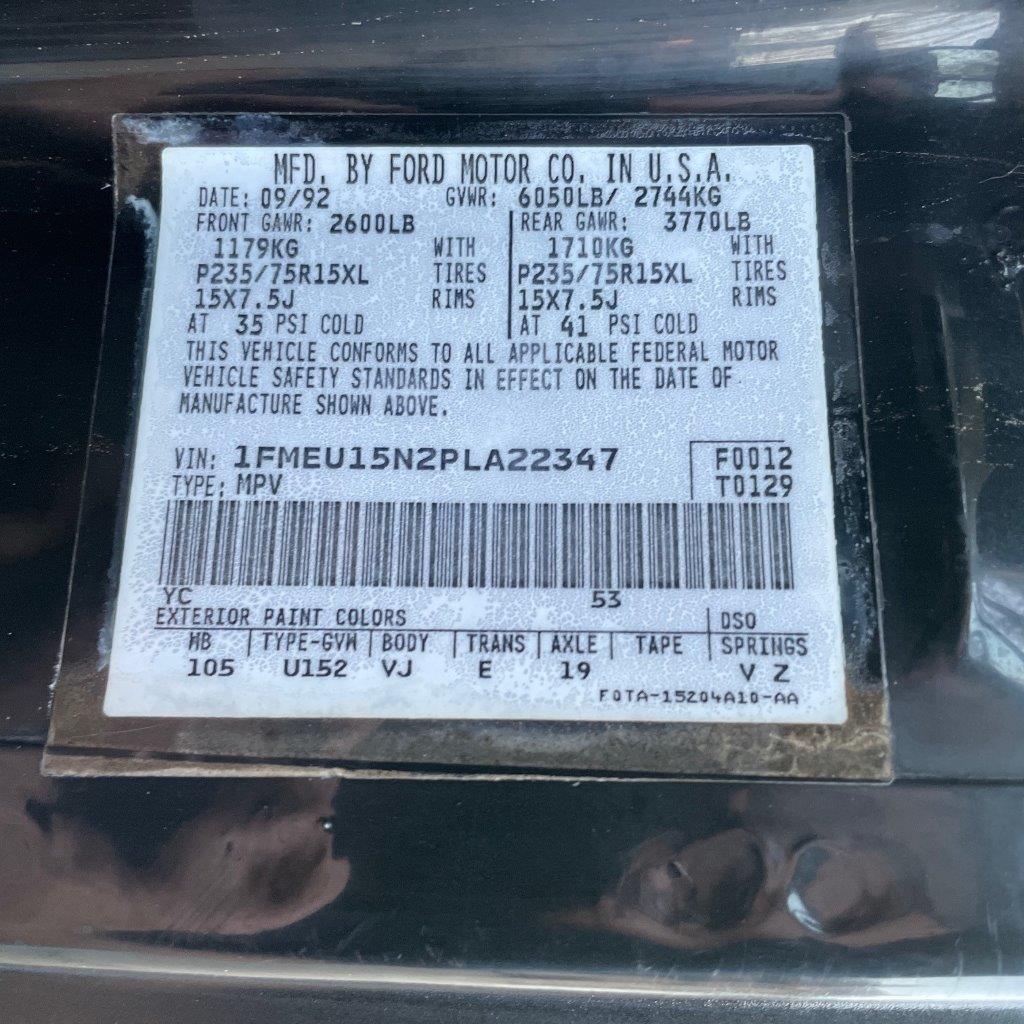 MFD. BY FORD MOTOR CO. IN U.S.A.
DATE: 09/92 GVWR: 6050LB/ 2744KG
FRONT GAWR: 2600LB REAR GAWR: 3770LB
1179KG WITH 1710KG WITH
P235/75R15XL TIRES P235/75R15XL TIRES
15X7.5J RIMS 15X7.5J RIMS
AT 35 PSI COLD AT 41 PSI COLD
THIS VEHICLE CONFORMS TO ALL APPLICABLE FEDERAL MOTOR
VEHICLE SAFETY STANDARDS IN EFFECT ON THE DATE OF
MANUFACTURE SHOWN ABOVE.
VIN: 1FMEU15N2PLA22347 F0012
TYPE: MPV T0129
YC 53
EXTERIOR PAINT COLORS DSO
WB TYPE-GVW BODY TRANS AXLE TAPE SPRINGS
105 U152 VJ E 19 V Z
F0TA-15204A10-AA